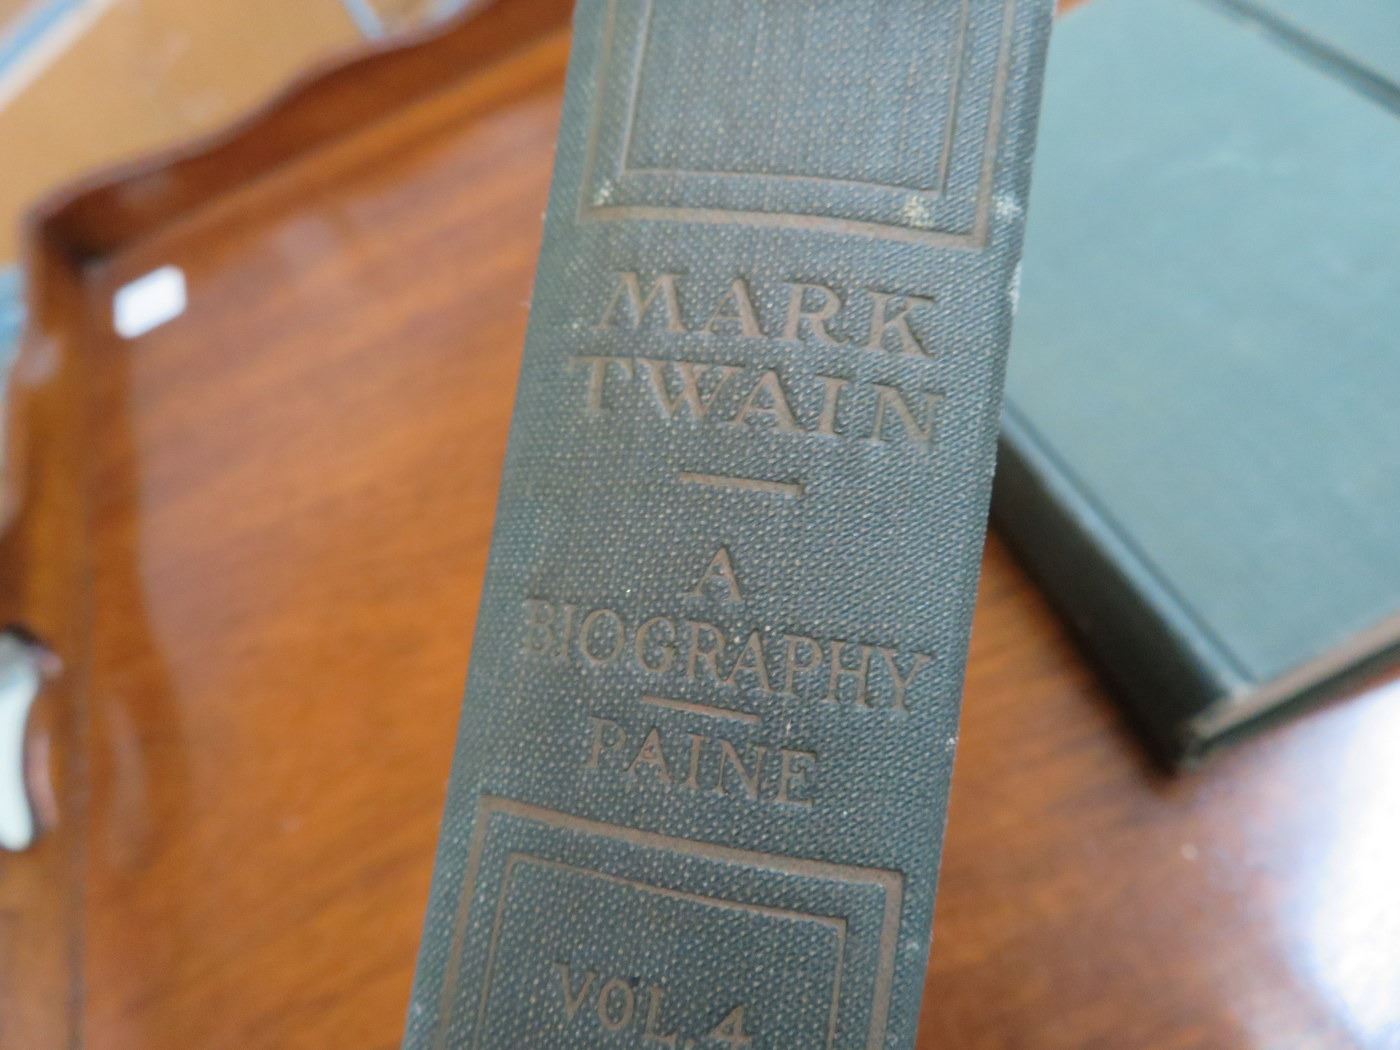 MARK
TWAIN
A
BIOGRAPHY
PAINE
VOL. 4